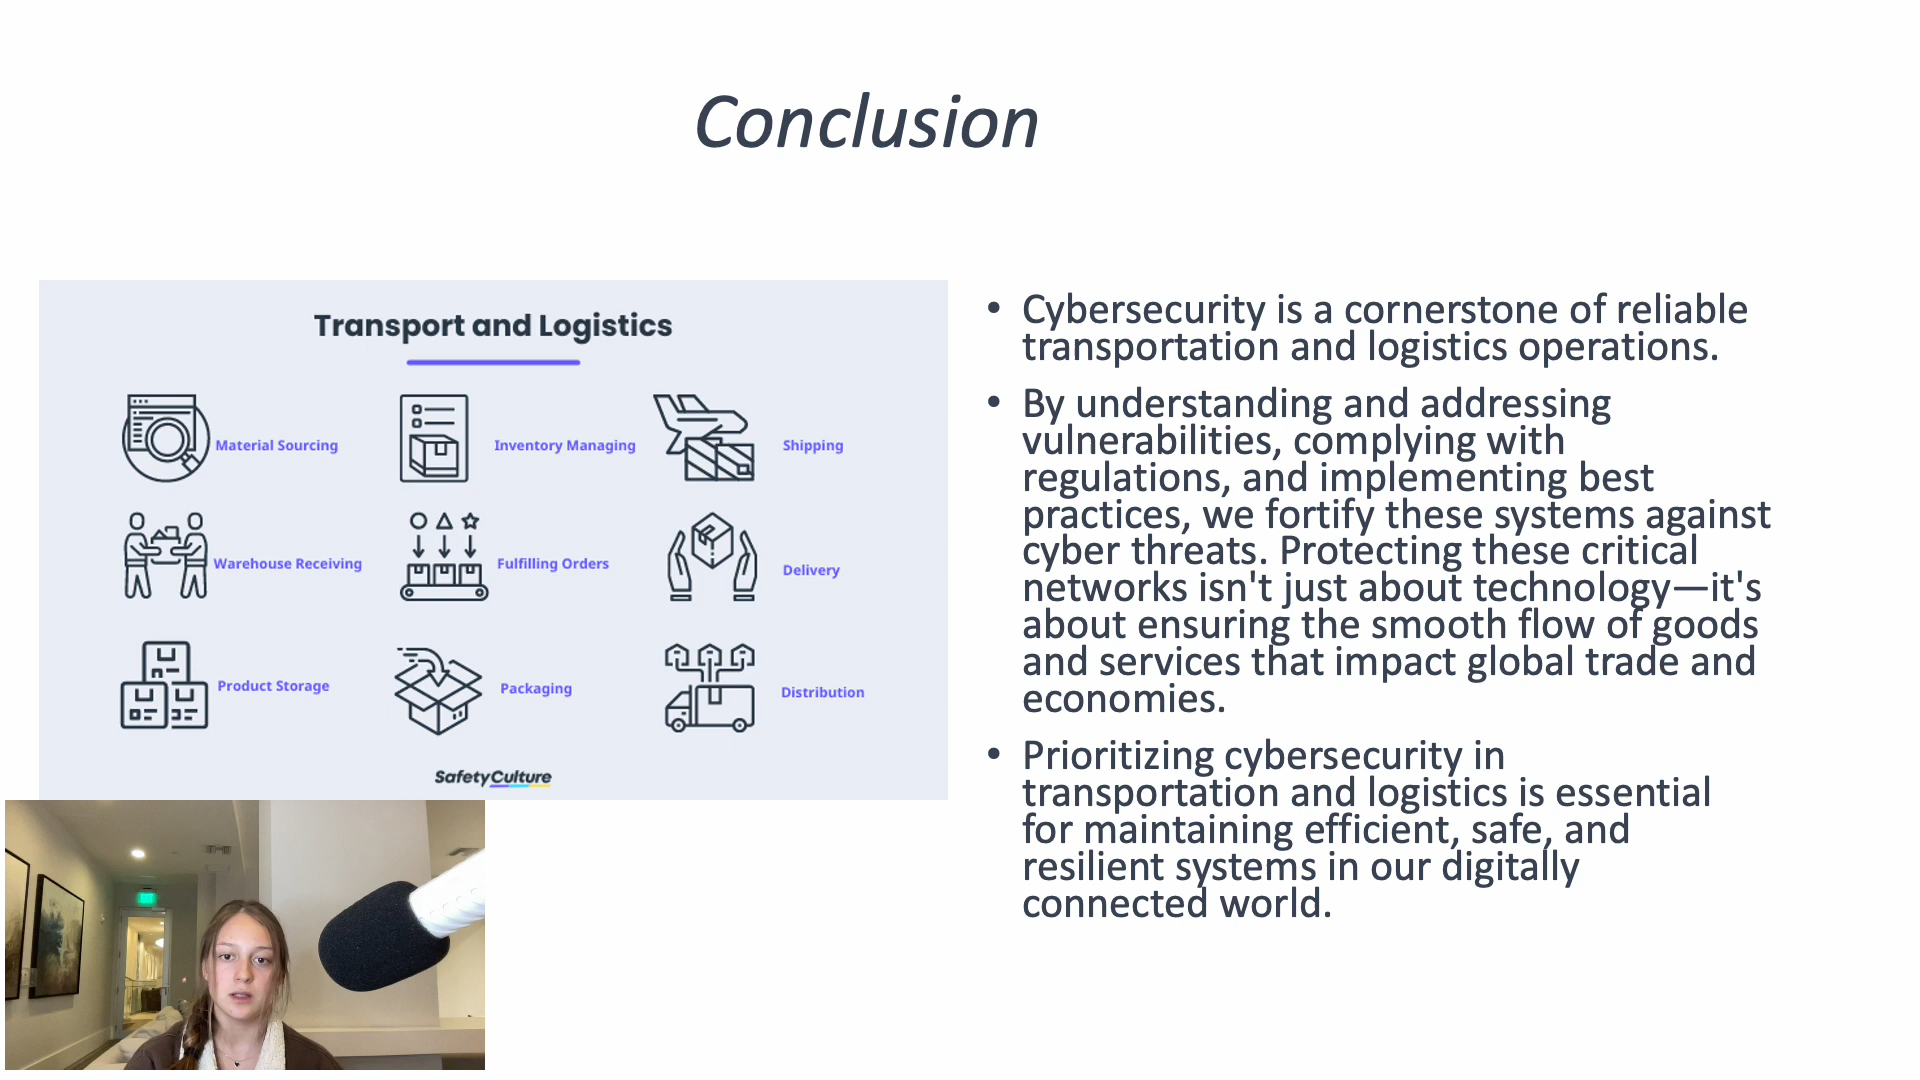 Conclusion
Transport and Logistics
Material Sourcing
Inventory Managing
Shipping
Warehouse Receiving
Fulfilling Orders
Delivery
Product Storage
Packaging
Distribution
SafetyCulture
• Cybersecurity is a cornerstone of reliable
transportation and logistics operations.
• By understanding and addressing
vulnerabilities, complying with
regulations, and implementing best
practices, we fortify these systems against
cyber threats. Protecting these critical
networks isn't just about technology—it's
about ensuring the smooth flow of goods
and services that impact global trade and
economies.
• Prioritizing cybersecurity in
transportation and logistics is essential
for maintaining efficient, safe, and
resilient systems in our digitally
connected world.